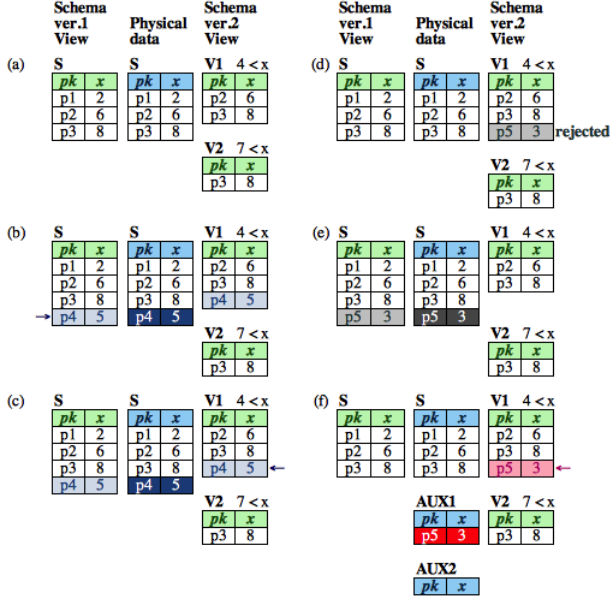 Schema ver.1 View
Physical data
Schema ver.2 View
(a)
S
pk x
p1 2
p2 6
p3 8
S
pk x
p1 2
p2 6
p3 8
V1 4 < x
pk x
p2 6
p3 8
V2 7 < x
pk x
p3 8
(b)
S
pk x
p1 2
p2 6
p3 8
→ p4 5
S
pk x
p1 2
p2 6
p3 8
p4 5
V1 4 < x
pk x
p2 6
p3 8
p4 5
V2 7 < x
pk x
p3 8
(c)
S
pk x
p1 2
p2 6
p3 8
p4 5
S
pk x
p1 2
p2 6
p3 8
p4 5
V1 4 < x
pk x
p2 6
p3 8
p4 5 ←
V2 7 < x
pk x
p3 8
Schema ver.1 View
Physical data
Schema ver.2 View
(d)
S
pk x
p1 2
p2 6
p3 8
S
pk x
p1 2
p2 6
p3 8
V1 4 < x
pk x
p2 6
p3 8
p5 3 rejected
V2 7 < x
pk x
p3 8
(e)
S
pk x
p1 2
p2 6
p3 8
p5 3
S
pk x
p1 2
p2 6
p3 8
p5 3
V1 4 < x
pk x
p2 6
p3 8
V2 7 < x
pk x
p3 8
(f)
S
pk x
p1 2
p2 6
p3 8
S
pk x
p1 2
p2 6
p3 8
V1 4 < x
pk x
p2 6
p3 8
p5 3 ←
AUX1
pk x
p5 3
V2 7 < x
pk x
p3 8
AUX2
pk x